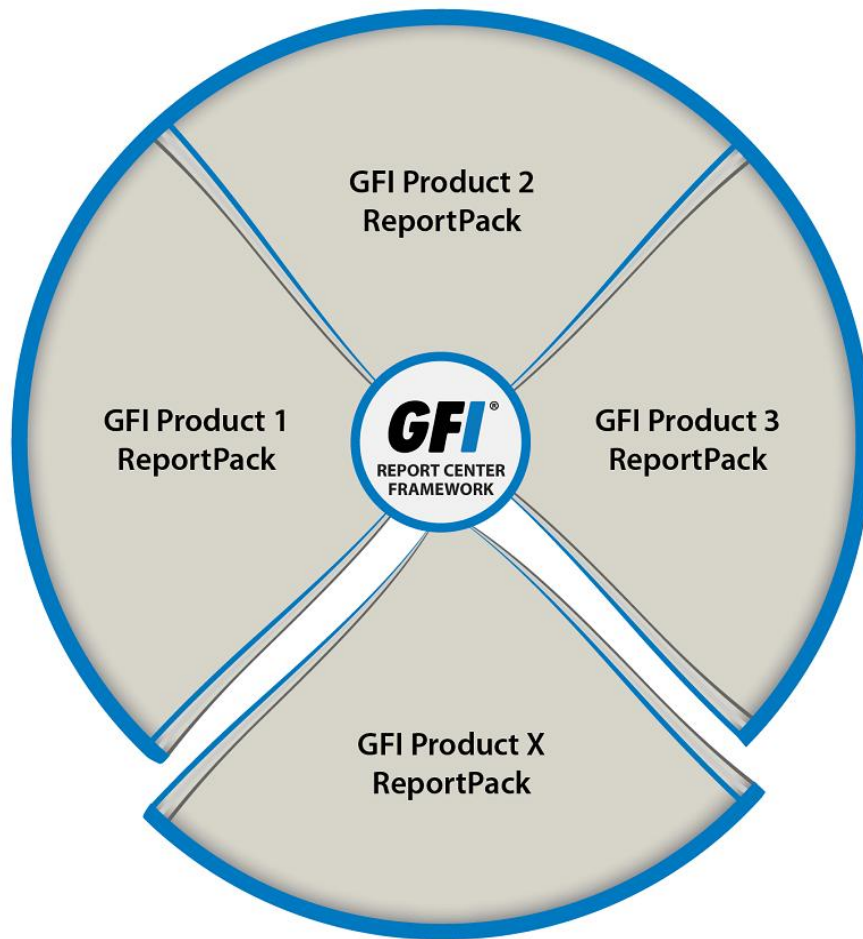 GFI Product 2
ReportPack
GFI Product 1
ReportPack
GFI®
REPORT CENTER
FRAMEWORK
GFI Product 3
ReportPack
GFI Product X
ReportPack